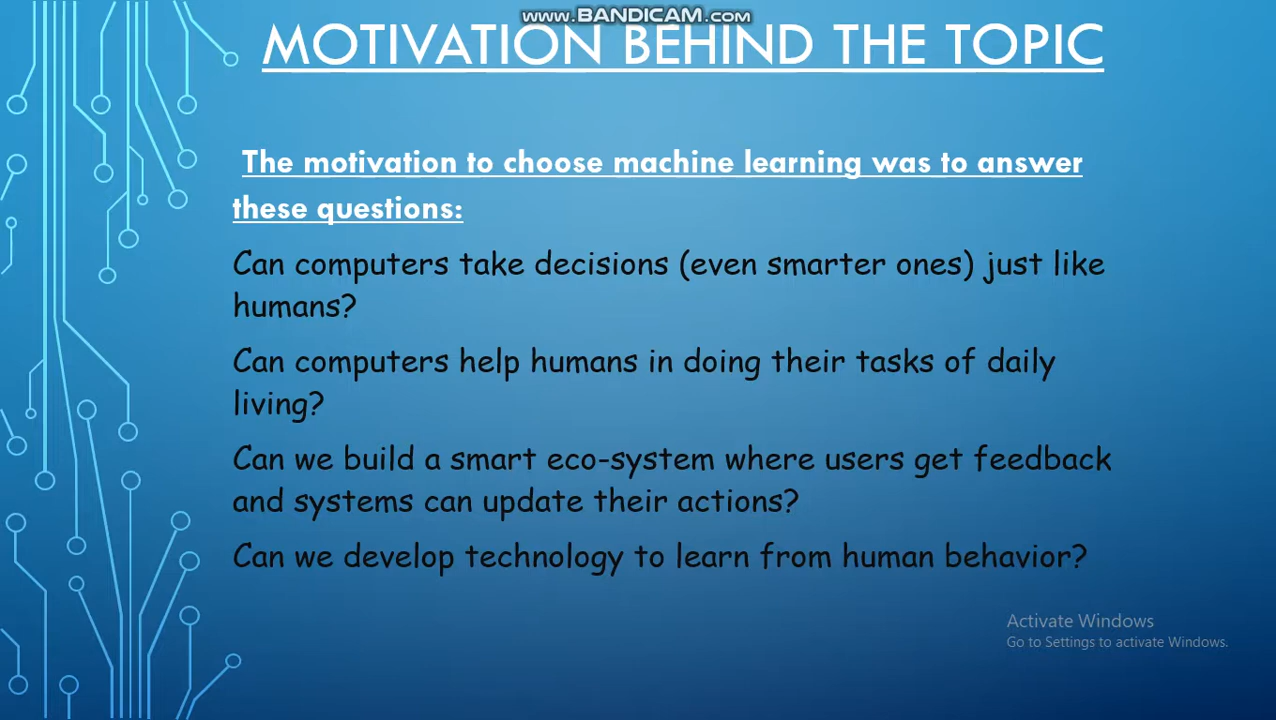 www.BANDICAM.com
MOTIVATION BEHIND THE TOPIC
The motivation to choose machine learning was to answer
these questions:
Can computers take decisions (even smarter ones) just like
humans?
Can computers help humans in doing their tasks of daily
living?
Can we build a smart eco-system where users get feedback
and systems can update their actions?
Can we develop technology to learn from human behavior?
Activate Windows
Go to Settings to activate Windows.